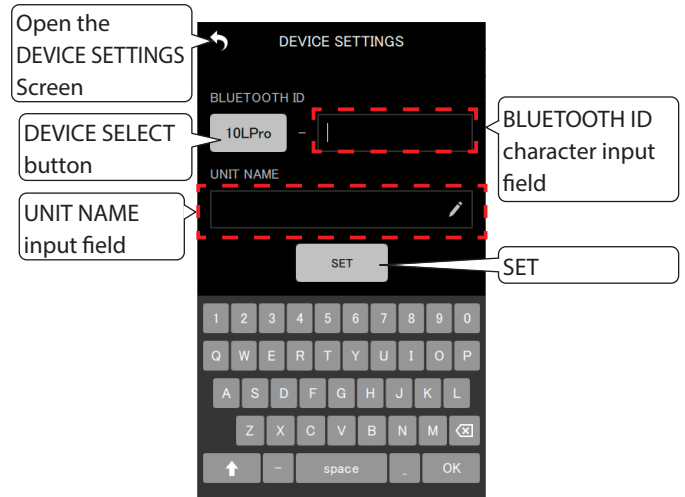 Open the
DEVICE SETTINGS
Screen
DEVICE SETTINGS
BLUETOOTH ID
10LPro –
DEVICE SELECT
button
BLUETOOTH ID
character input
field
UNIT NAME
UNIT NAME
input field
SET
SET
1 2 3 4 5 6 7 8 9 0
Q W E R T Y U I O P
A S D F G H J K L
Z X C V B N M
– space _ OK